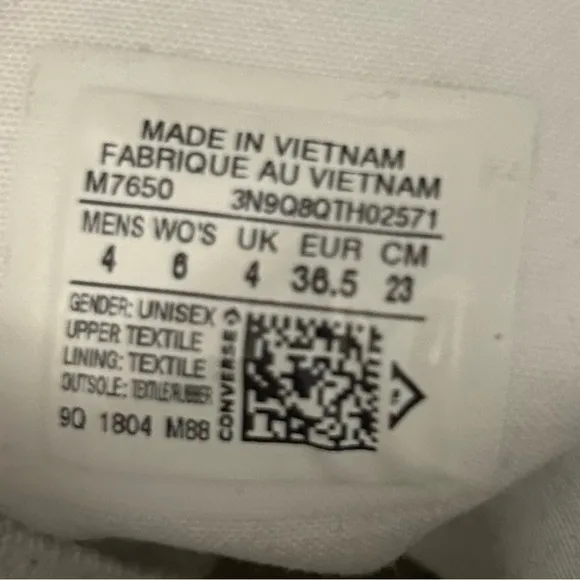 MADE IN VIETNAM
FABRIQUE AU VIETNAM
M7650 3N9Q8QTH02571
MENS WO'S UK EUR CM
4 6 4 36.5 23
GENDER: UNISEX
UPPER TEXTILE
LINING: TEXTILE
OUTSOLE: TEXTILE/RUBBER
9Q 1804 M88
CONVERSE